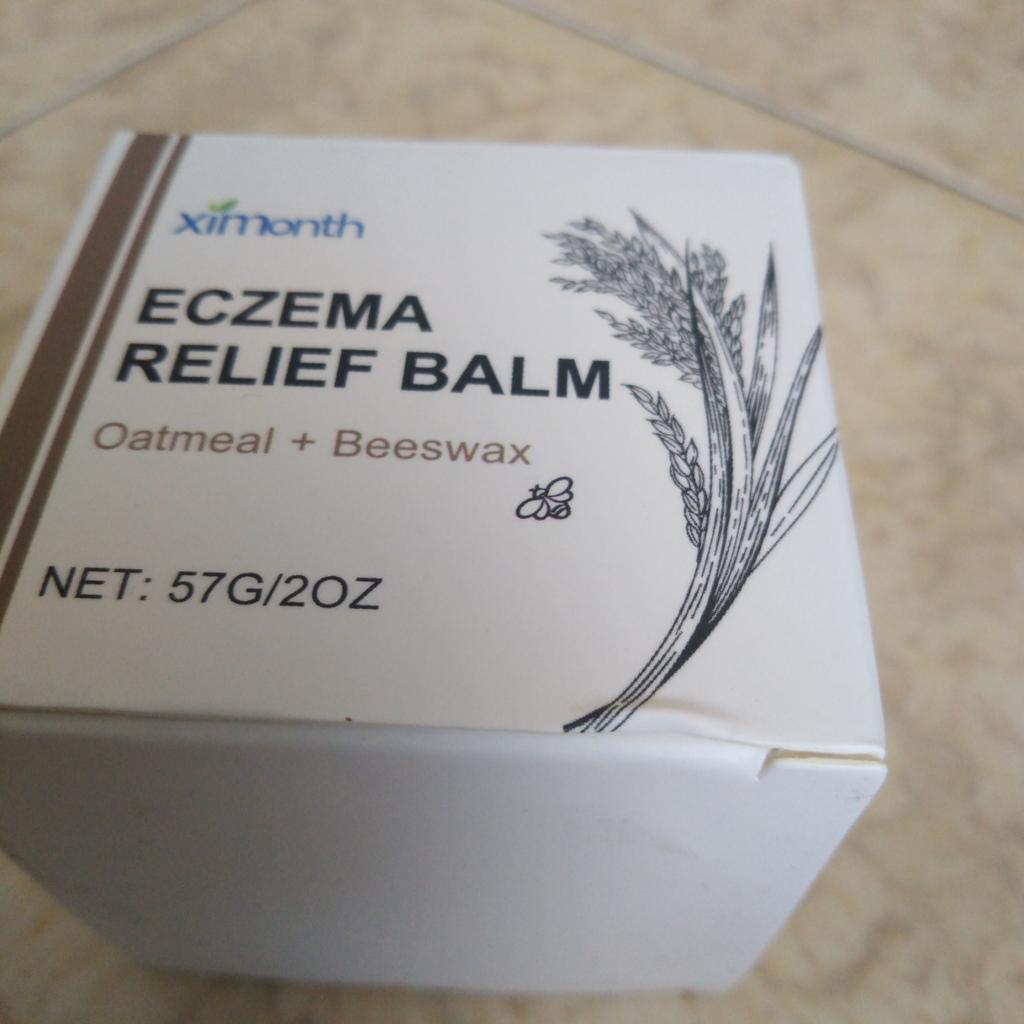 ximonth
ECZEMA
RELIEF BALM
Oatmeal + Beeswax
NET: 57G/2OZ